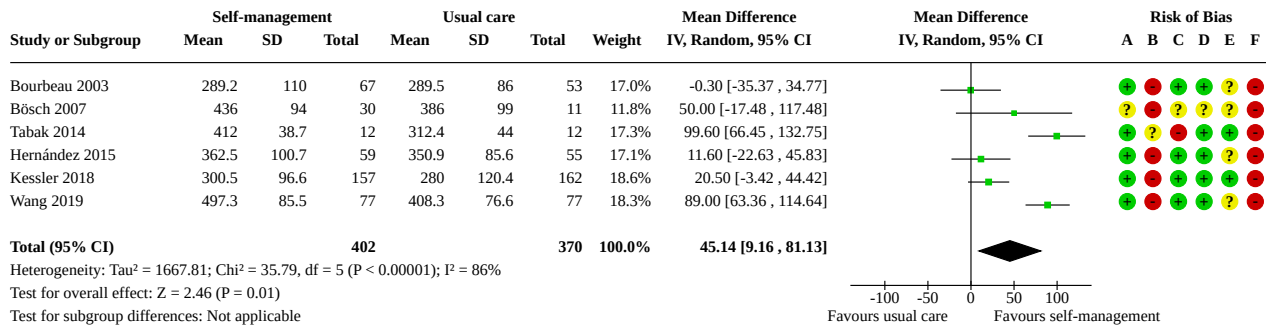 Self-management Usual care Mean Difference Mean Difference Risk of Bias
Study or Subgroup Mean SD Total Mean SD Total Weight IV, Random, 95% CI IV, Random, 95% CI A B C D E F
Bourbeau 2003 289.2 110 67 289.5 86 53 17.0% -0.30 [-35.37 , 34.77] + - + + ? -
Bösch 2007 436 94 30 386 99 11 11.8% 50.00 [-17.48 , 117.48] ? - ? ? ? -
Tabak 2014 412 38.7 12 312.4 44 12 17.3% 99.60 [66.45 , 132.75] + ? - + + -
Hernández 2015 362.5 100.7 59 350.9 85.6 55 17.1% 11.60 [-22.63 , 45.83] + - + + ? -
Kessler 2018 300.5 96.6 157 280 120.4 162 18.6% 20.50 [-3.42 , 44.42] + - + + + -
Wang 2019 497.3 85.5 77 408.3 76.6 77 18.3% 89.00 [63.36 , 114.64] + - + + ? -
Total (95% CI) 402 370 100.0% 45.14 [9.16 , 81.13]
Heterogeneity: Tau² = 1667.81; Chi² = 35.79, df = 5 (P < 0.00001); I² = 86%
Test for overall effect: Z = 2.46 (P = 0.01) -100 -50 0 50 100
Test for subgroup differences: Not applicable Favours usual care Favours self-management